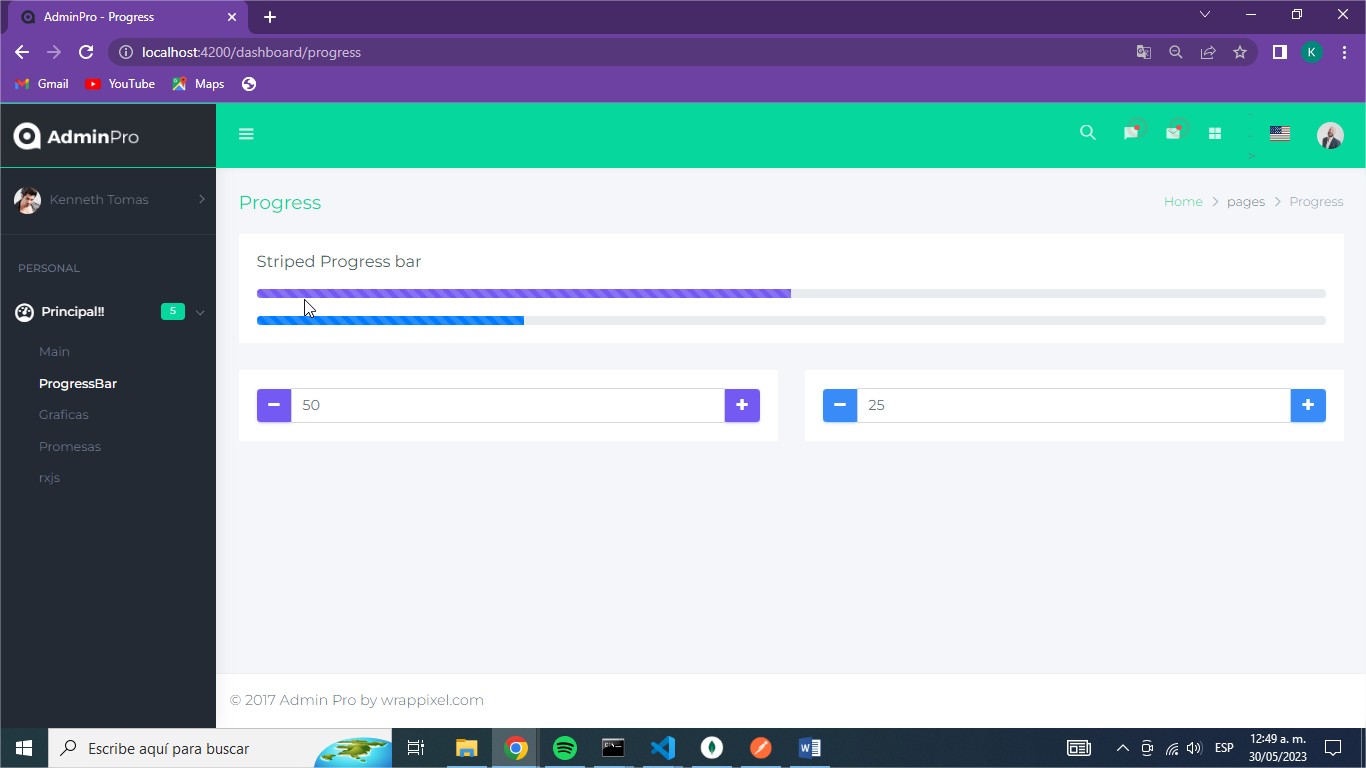 AdminPro - Progress
localhost:4200/dashboard/progress
K
Gmail
YouTube
Maps
AdminPro
Kenneth Tomas
Progress
Home
pages
Progress
PERSONAL
Striped Progress bar
Principal!!
5
Main
ProgressBar
Graficas
Promesas
rxjs
50
25
© 2017 Admin Pro by wrappixel.com
Escribe aquí para buscar
ESP
12:49 a. m.
30/05/2023